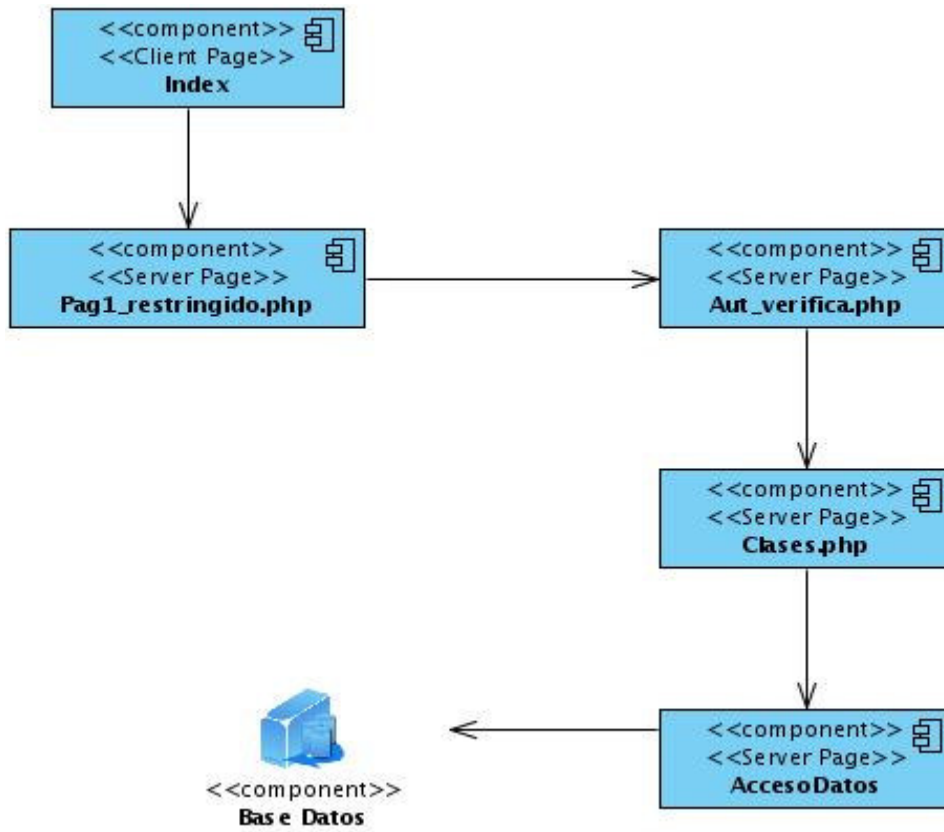 <<component>>
<<Client Page>>
Index
<<component>>
<<Server Page>>
Pag1_restringido.php
<<component>>
<<Server Page>>
Aut_verifica.php
<<component>>
<<Server Page>>
Clases.php
<<component>>
<<Server Page>>
AccesoDatos
<<component>>
Base Datos